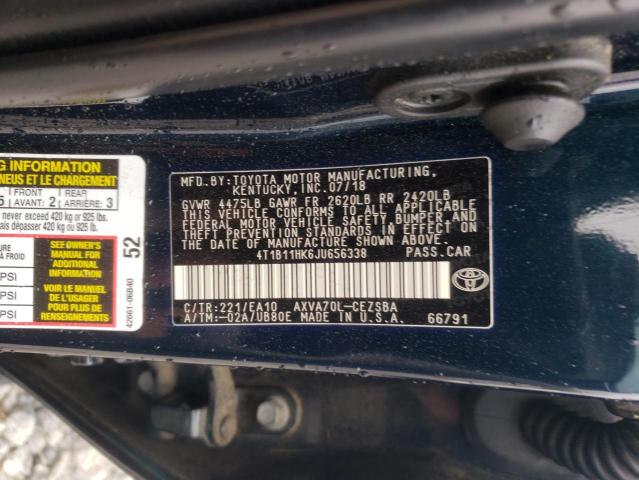 MFD.BY:TOYOTA MOTOR MANUFACTURING,
KENTUCKY, INC.07/18
GVWR 4475LB GAWR FR 2620LB RR 2420LB
THIS VEHICLE CONFORMS TO ALL APPLICABLE
FEDERAL MOTOR VEHICLE SAFETY, BUMPER, AND
THEFT PREVENTION STANDARDS IN EFFECT ON
THE DATE OF MANUFACTURE SHOWN ABOVE.
4T1B11HK6JU656338 PASS.CAR
C/TR:221/EA10 AXVA70L-CEZSBA
A/TM:-02A/UB80E MADE IN U.S.A.
66791
TOYOTA
INFORMATION
PNEUS ET LE CHARGEMENT
5 FRONT AVANT: 2 REAR ARRIÈRE: 3
never exceed 420 kg or 925 lbs.
dépasser 420 kg ou 925 lb.
SEE OWNER'S
MANUAL FOR
ADDITIONAL
INFORMATION
VOIR LE MANUEL
DE L'USAGER
POUR PLUS DE
RENSEIGNEMENTS
À FROID
PSI
PSI
52
42661-06B40